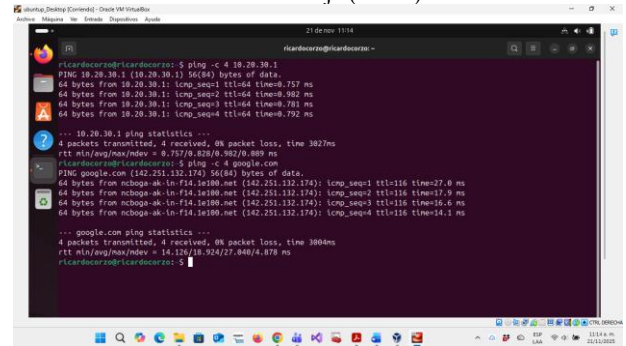 ubuntup_Desktop [Corriendo] - Oracle VM VirtualBox
Archivo Máquina Ver Entrada Dispositivos Ayuda
21 de nov 11:14
ricardocorzo@ricardocorzo: ~
ricardocorzo@ricardocorzo:~$ ping -c 4 10.20.30.1
PING 10.20.30.1 (10.20.30.1) 56(84) bytes of data.
64 bytes from 10.20.30.1: icmp_seq=1 ttl=64 time=0.757 ms
64 bytes from 10.20.30.1: icmp_seq=2 ttl=64 time=0.982 ms
64 bytes from 10.20.30.1: icmp_seq=3 ttl=64 time=0.781 ms
64 bytes from 10.20.30.1: icmp_seq=4 ttl=64 time=0.792 ms
--- 10.20.30.1 ping statistics ---
4 packets transmitted, 4 received, 0% packet loss, time 3027ms
rtt min/avg/max/mdev = 0.757/0.828/0.982/0.089 ms
ricardocorzo@ricardocorzo:~$ ping -c 4 google.com
PING google.com (142.251.132.174) 56(84) bytes of data.
64 bytes from ncboga-ak-in-f14.1e100.net (142.251.132.174): icmp_seq=1 ttl=116 time=27.0 ms
64 bytes from ncboga-ak-in-f14.1e100.net (142.251.132.174): icmp_seq=2 ttl=116 time=17.9 ms
64 bytes from ncboga-ak-in-f14.1e100.net (142.251.132.174): icmp_seq=3 ttl=116 time=16.6 ms
64 bytes from ncboga-ak-in-f14.1e100.net (142.251.132.174): icmp_seq=4 ttl=116 time=14.1 ms
--- google.com ping statistics ---
4 packets transmitted, 4 received, 0% packet loss, time 3004ms
rtt min/avg/max/mdev = 14.126/18.924/27.040/4.878 ms
ricardocorzo@ricardocorzo:~$
CTRL DERECHA
ESP
LAA
11:14 a. m.
21/11/2025